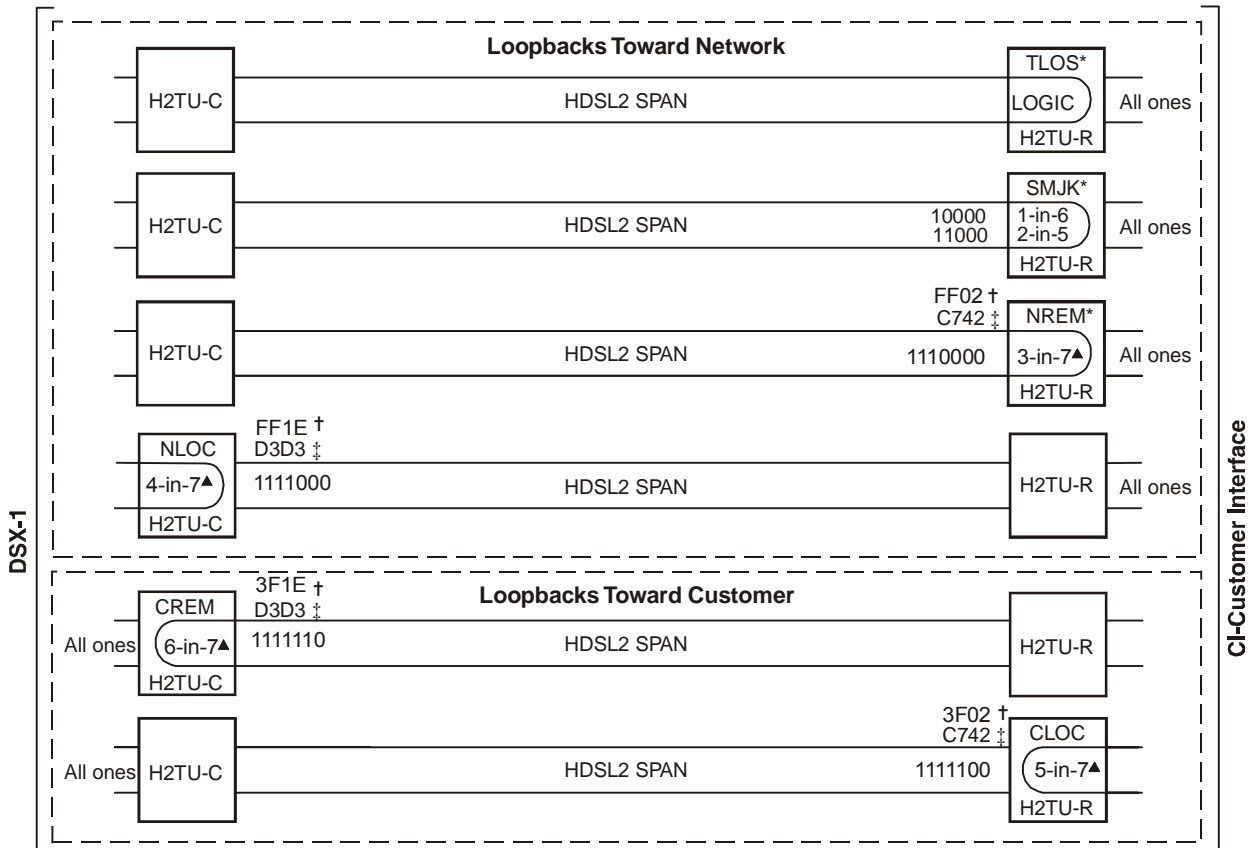 Loopbacks Toward Network
H2TU-C
HDSL2 SPAN
TLOS*
LOGIC
H2TU-R
All ones
H2TU-C
HDSL2 SPAN
10000
11000
SMJK*
1-in-6
2-in-5
H2TU-R
All ones
H2TU-C
HDSL2 SPAN
FF02 †
C742 ‡
1110000
NREM*
3-in-7▲
H2TU-R
All ones
NLOC
4-in-7▲
H2TU-C
FF1E †
D3D3 ‡
1111000
HDSL2 SPAN
H2TU-R
All ones
DSX-1
CI-Customer Interface
Loopbacks Toward Customer
All ones
CREM
6-in-7▲
H2TU-C
3F1E †
D3D3 ‡
1111110
HDSL2 SPAN
H2TU-R
All ones
H2TU-C
HDSL2 SPAN
3F02 †
C742 ‡
1111100
CLOC
5-in-7▲
H2TU-R